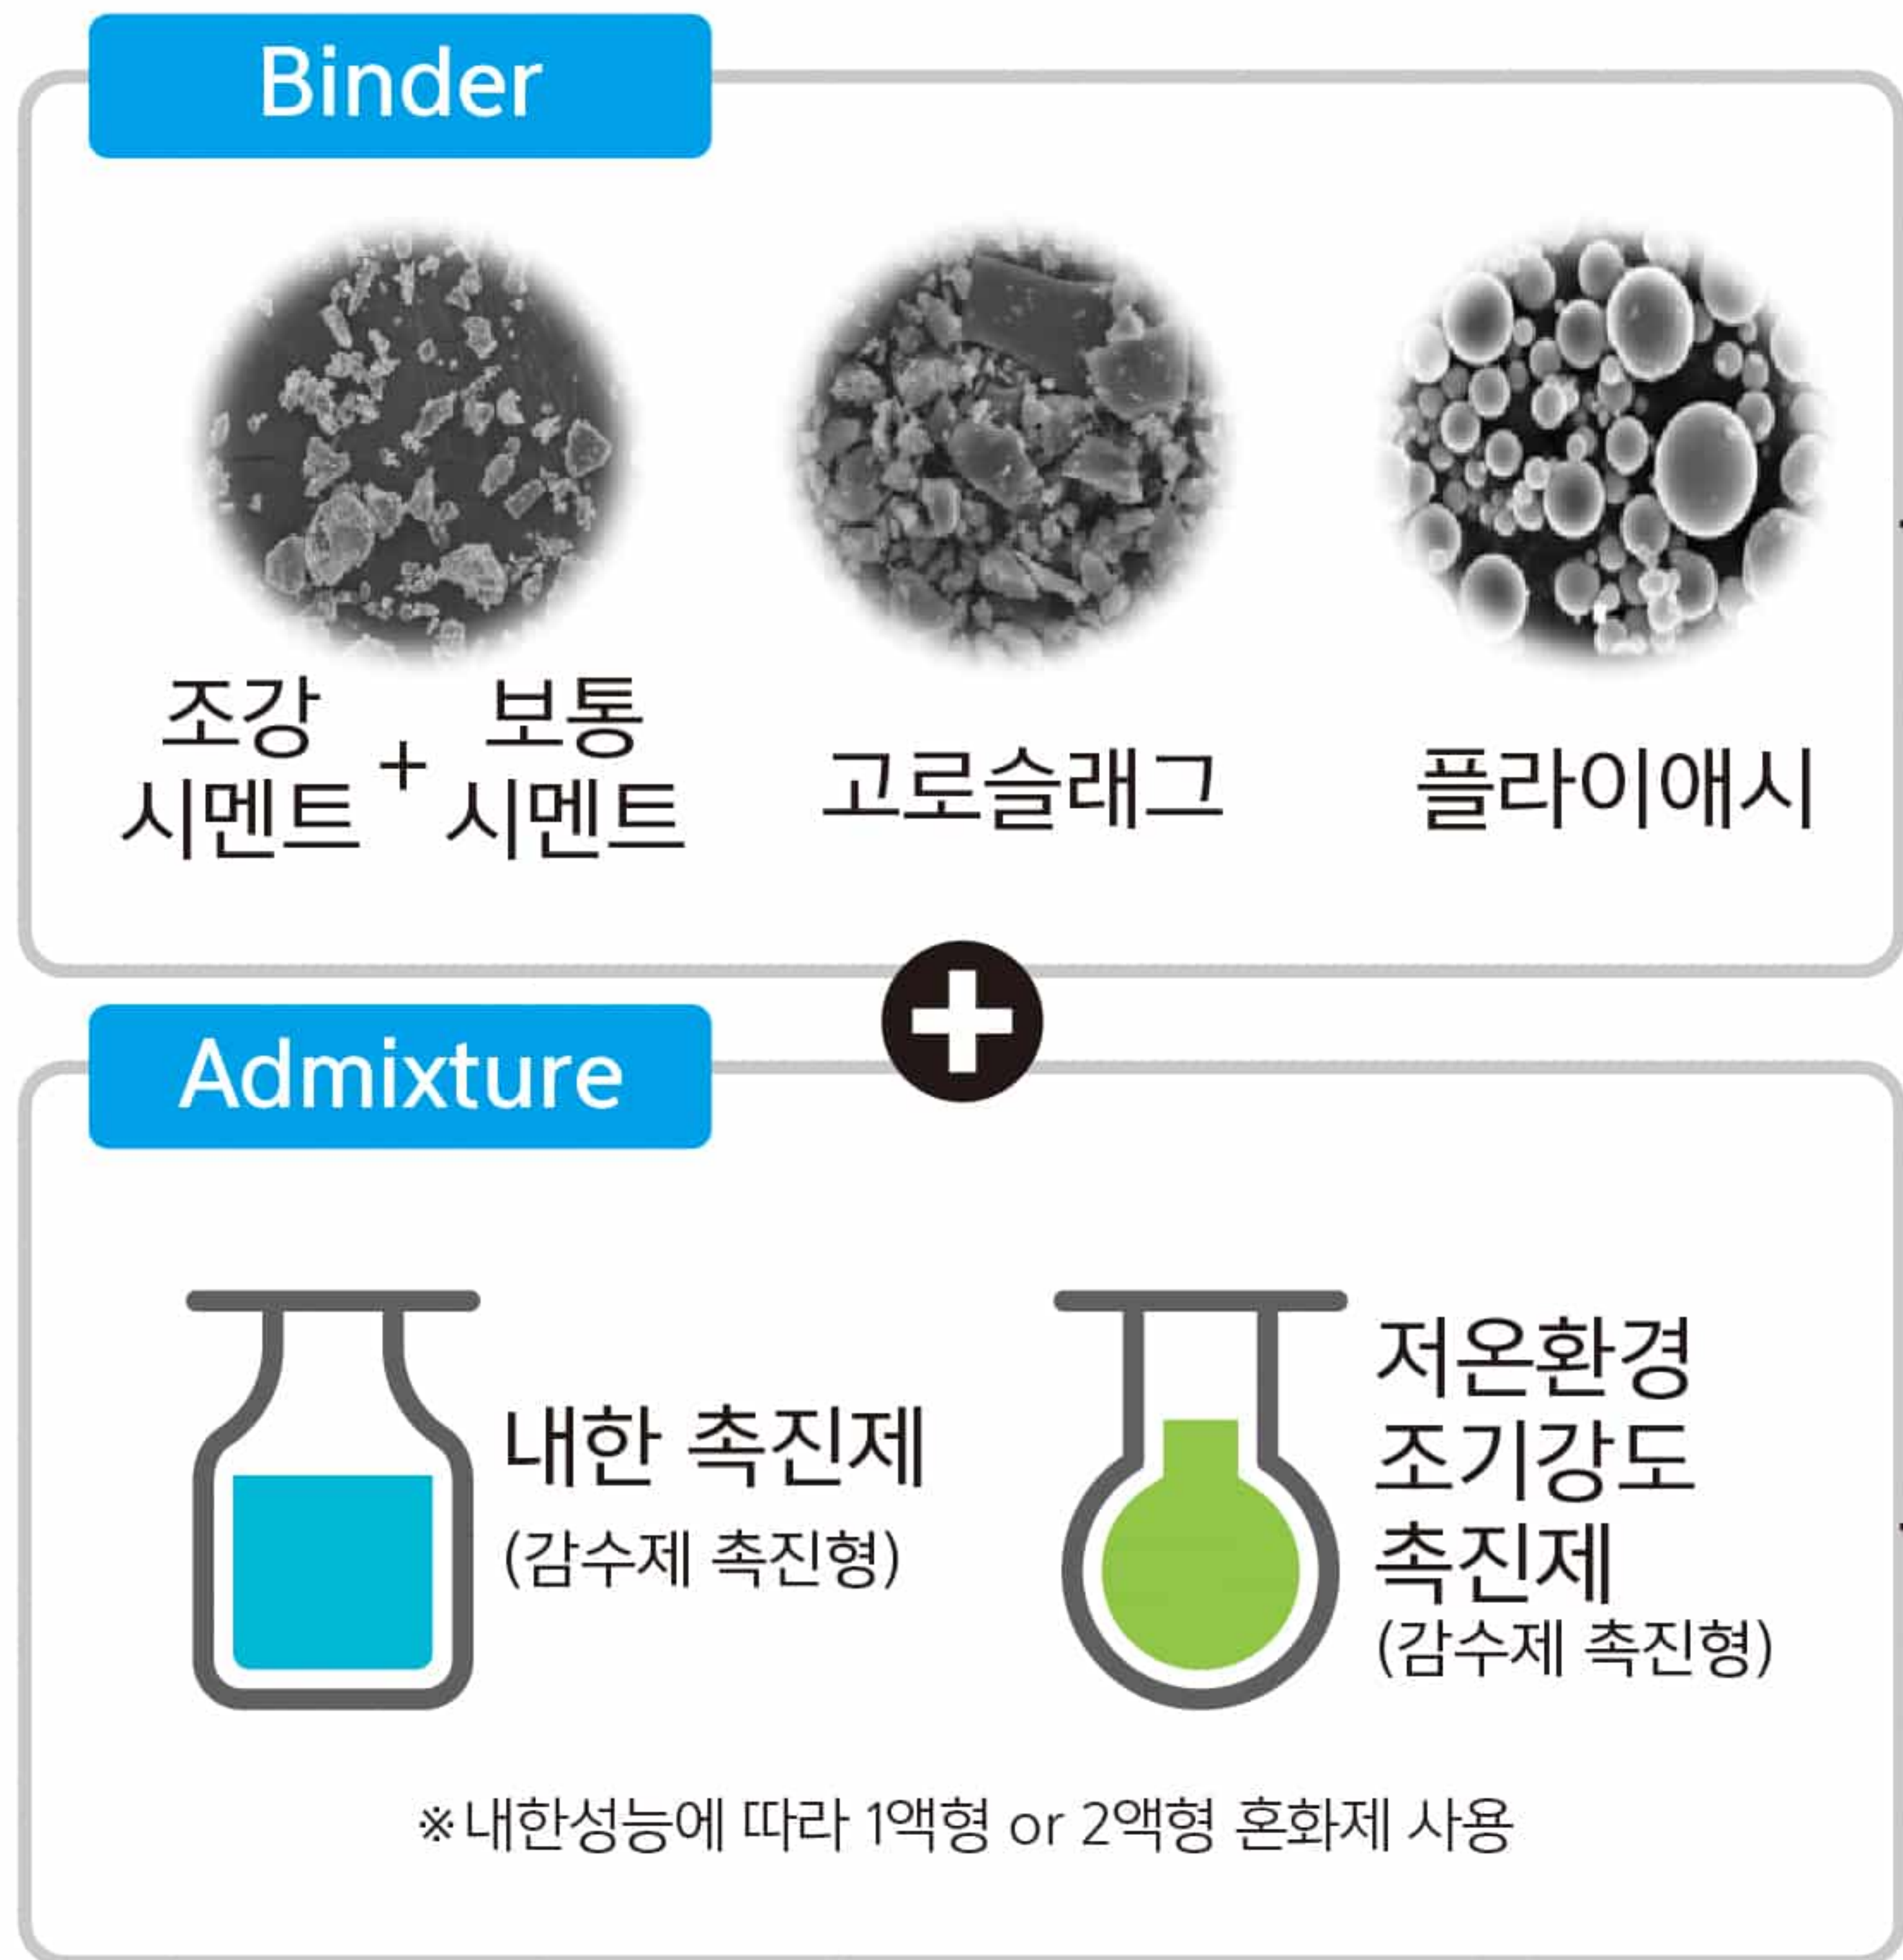 Binder
조강 시멘트 + 보통 시멘트
고로슬래그
플라이애시
Admixture
내한 촉진제
(감수제 촉진형)
저온환경
조기강도
촉진제
(감수제 촉진형)
※내한성능에 따라 1액형 or 2액형 혼화제 사용